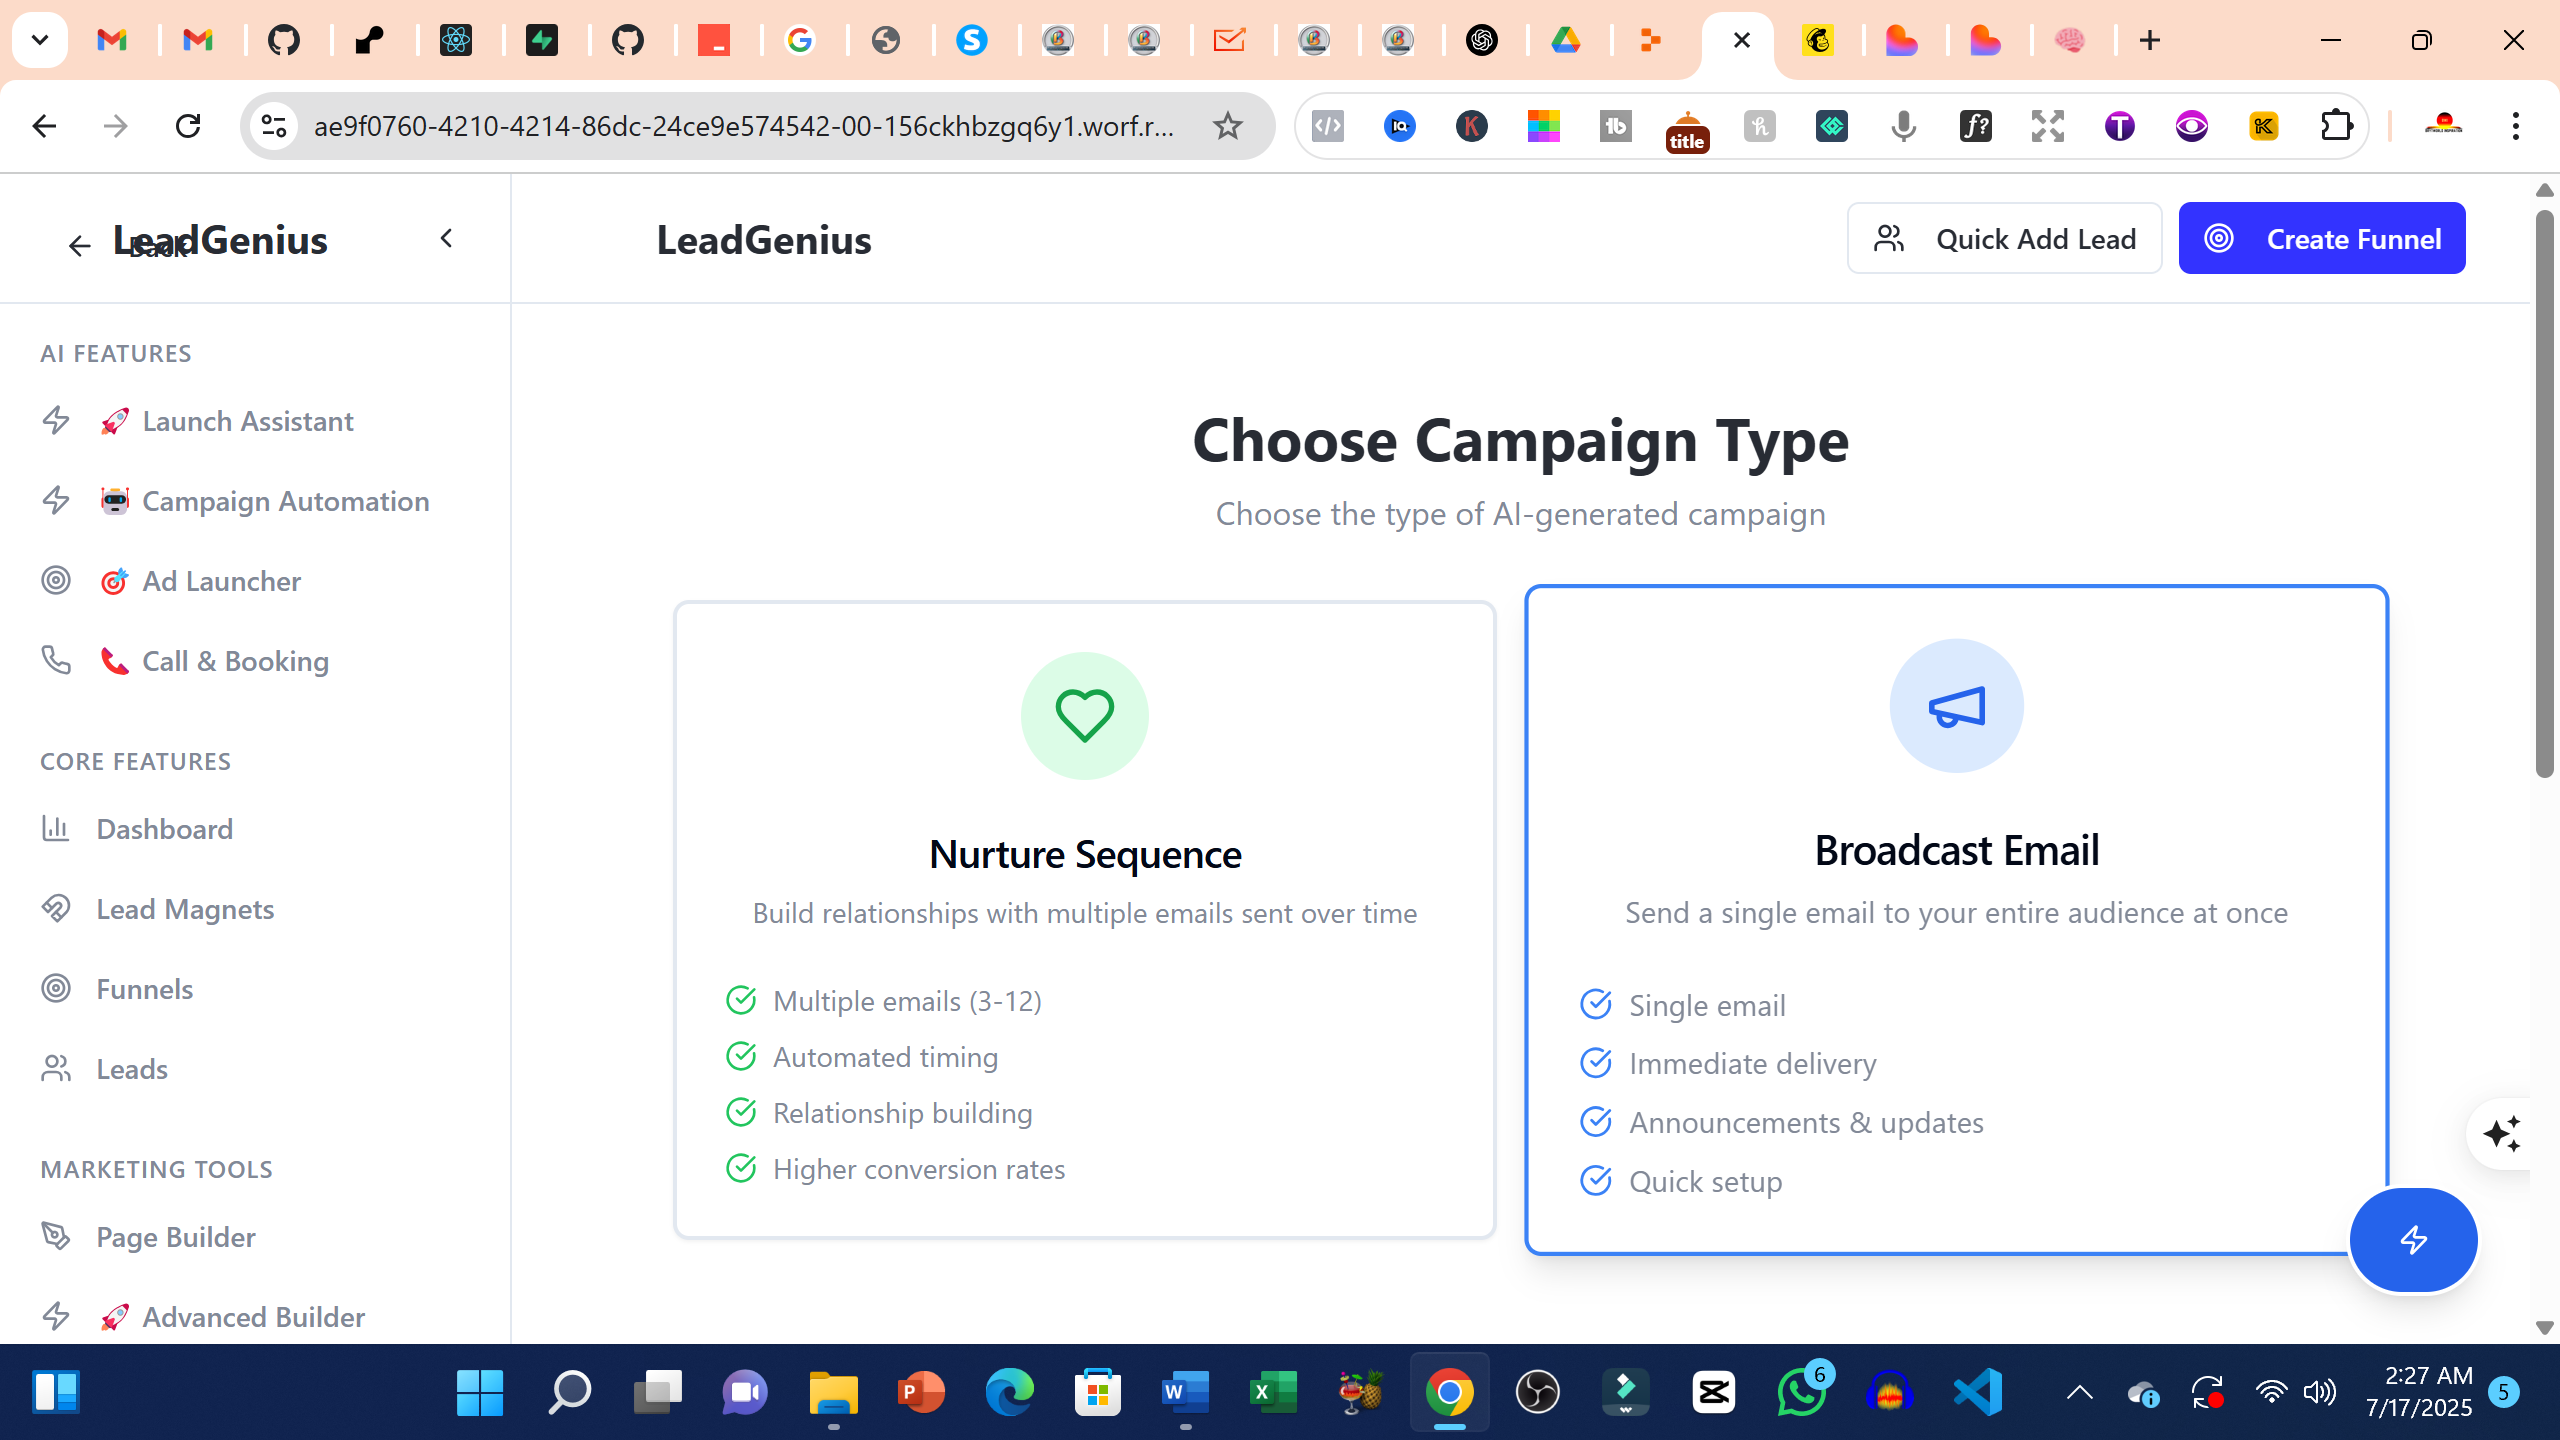 ae9f0760-4210-4214-86dc-24ce9e574542-00-156ckhbzgq6y1.worf.r...
title
Back
LeadGenius
LeadGenius
Quick Add Lead
Create Funnel
AI FEATURES
🚀 Launch Assistant
🤖 Campaign Automation
🎯 Ad Launcher
📞 Call & Booking
CORE FEATURES
Dashboard
Lead Magnets
Funnels
Leads
MARKETING TOOLS
Page Builder
🚀 Advanced Builder
Choose Campaign Type
Choose the type of AI-generated campaign
Nurture Sequence
Build relationships with multiple emails sent over time
Multiple emails (3-12)
Automated timing
Relationship building
Higher conversion rates
Broadcast Email
Send a single email to your entire audience at once
Single email
Immediate delivery
Announcements & updates
Quick setup
6
2:27 AM
7/17/2025
5